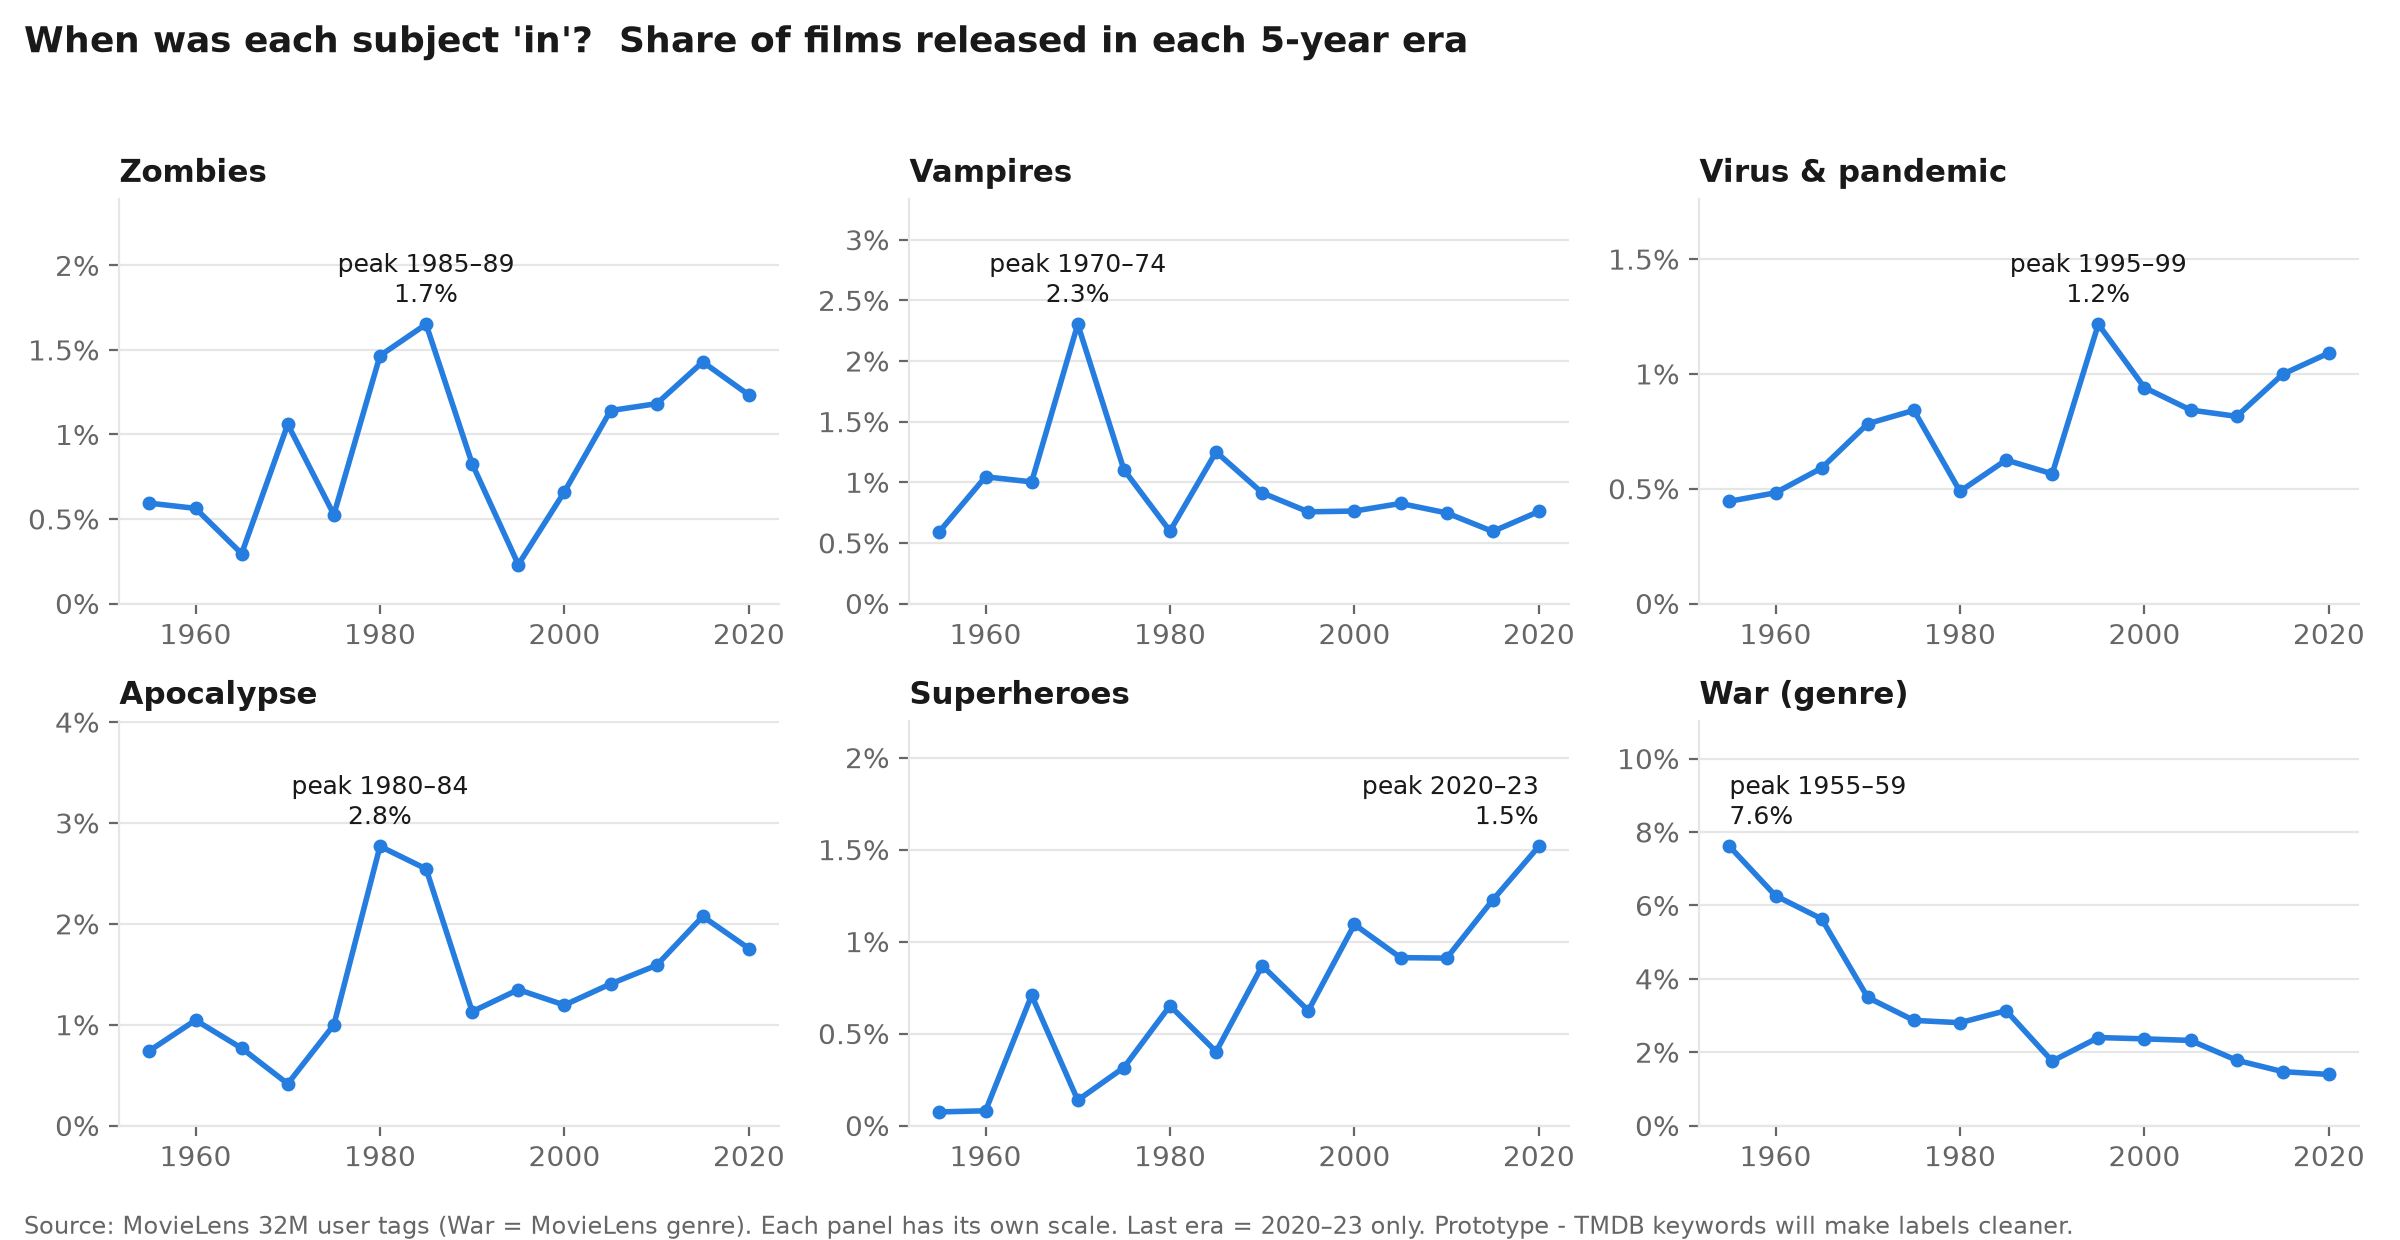 When was each subject 'in'?  Share of films released in each 5-year era
Zombies
2%
1.5%
1%
0.5%
0%
peak 1985–89
1.7%
1960 1980 2000 2020
Vampires
3%
2.5%
2%
1.5%
1%
0.5%
0%
peak 1970–74
2.3%
1960 1980 2000 2020
Virus & pandemic
1.5%
1%
0.5%
0%
peak 1995–99
1.2%
1960 1980 2000 2020
Apocalypse
4%
3%
2%
1%
0%
peak 1980–84
2.8%
1960 1980 2000 2020
Superheroes
2%
1.5%
1%
0.5%
0%
peak 2020–23
1.5%
1960 1980 2000 2020
War (genre)
10%
8%
6%
4%
2%
0%
peak 1955–59
7.6%
1960 1980 2000 2020
Source: MovieLens 32M user tags (War = MovieLens genre). Each panel has its own scale. Last era = 2020–23 only. Prototype - TMDB keywords will make labels cleaner.